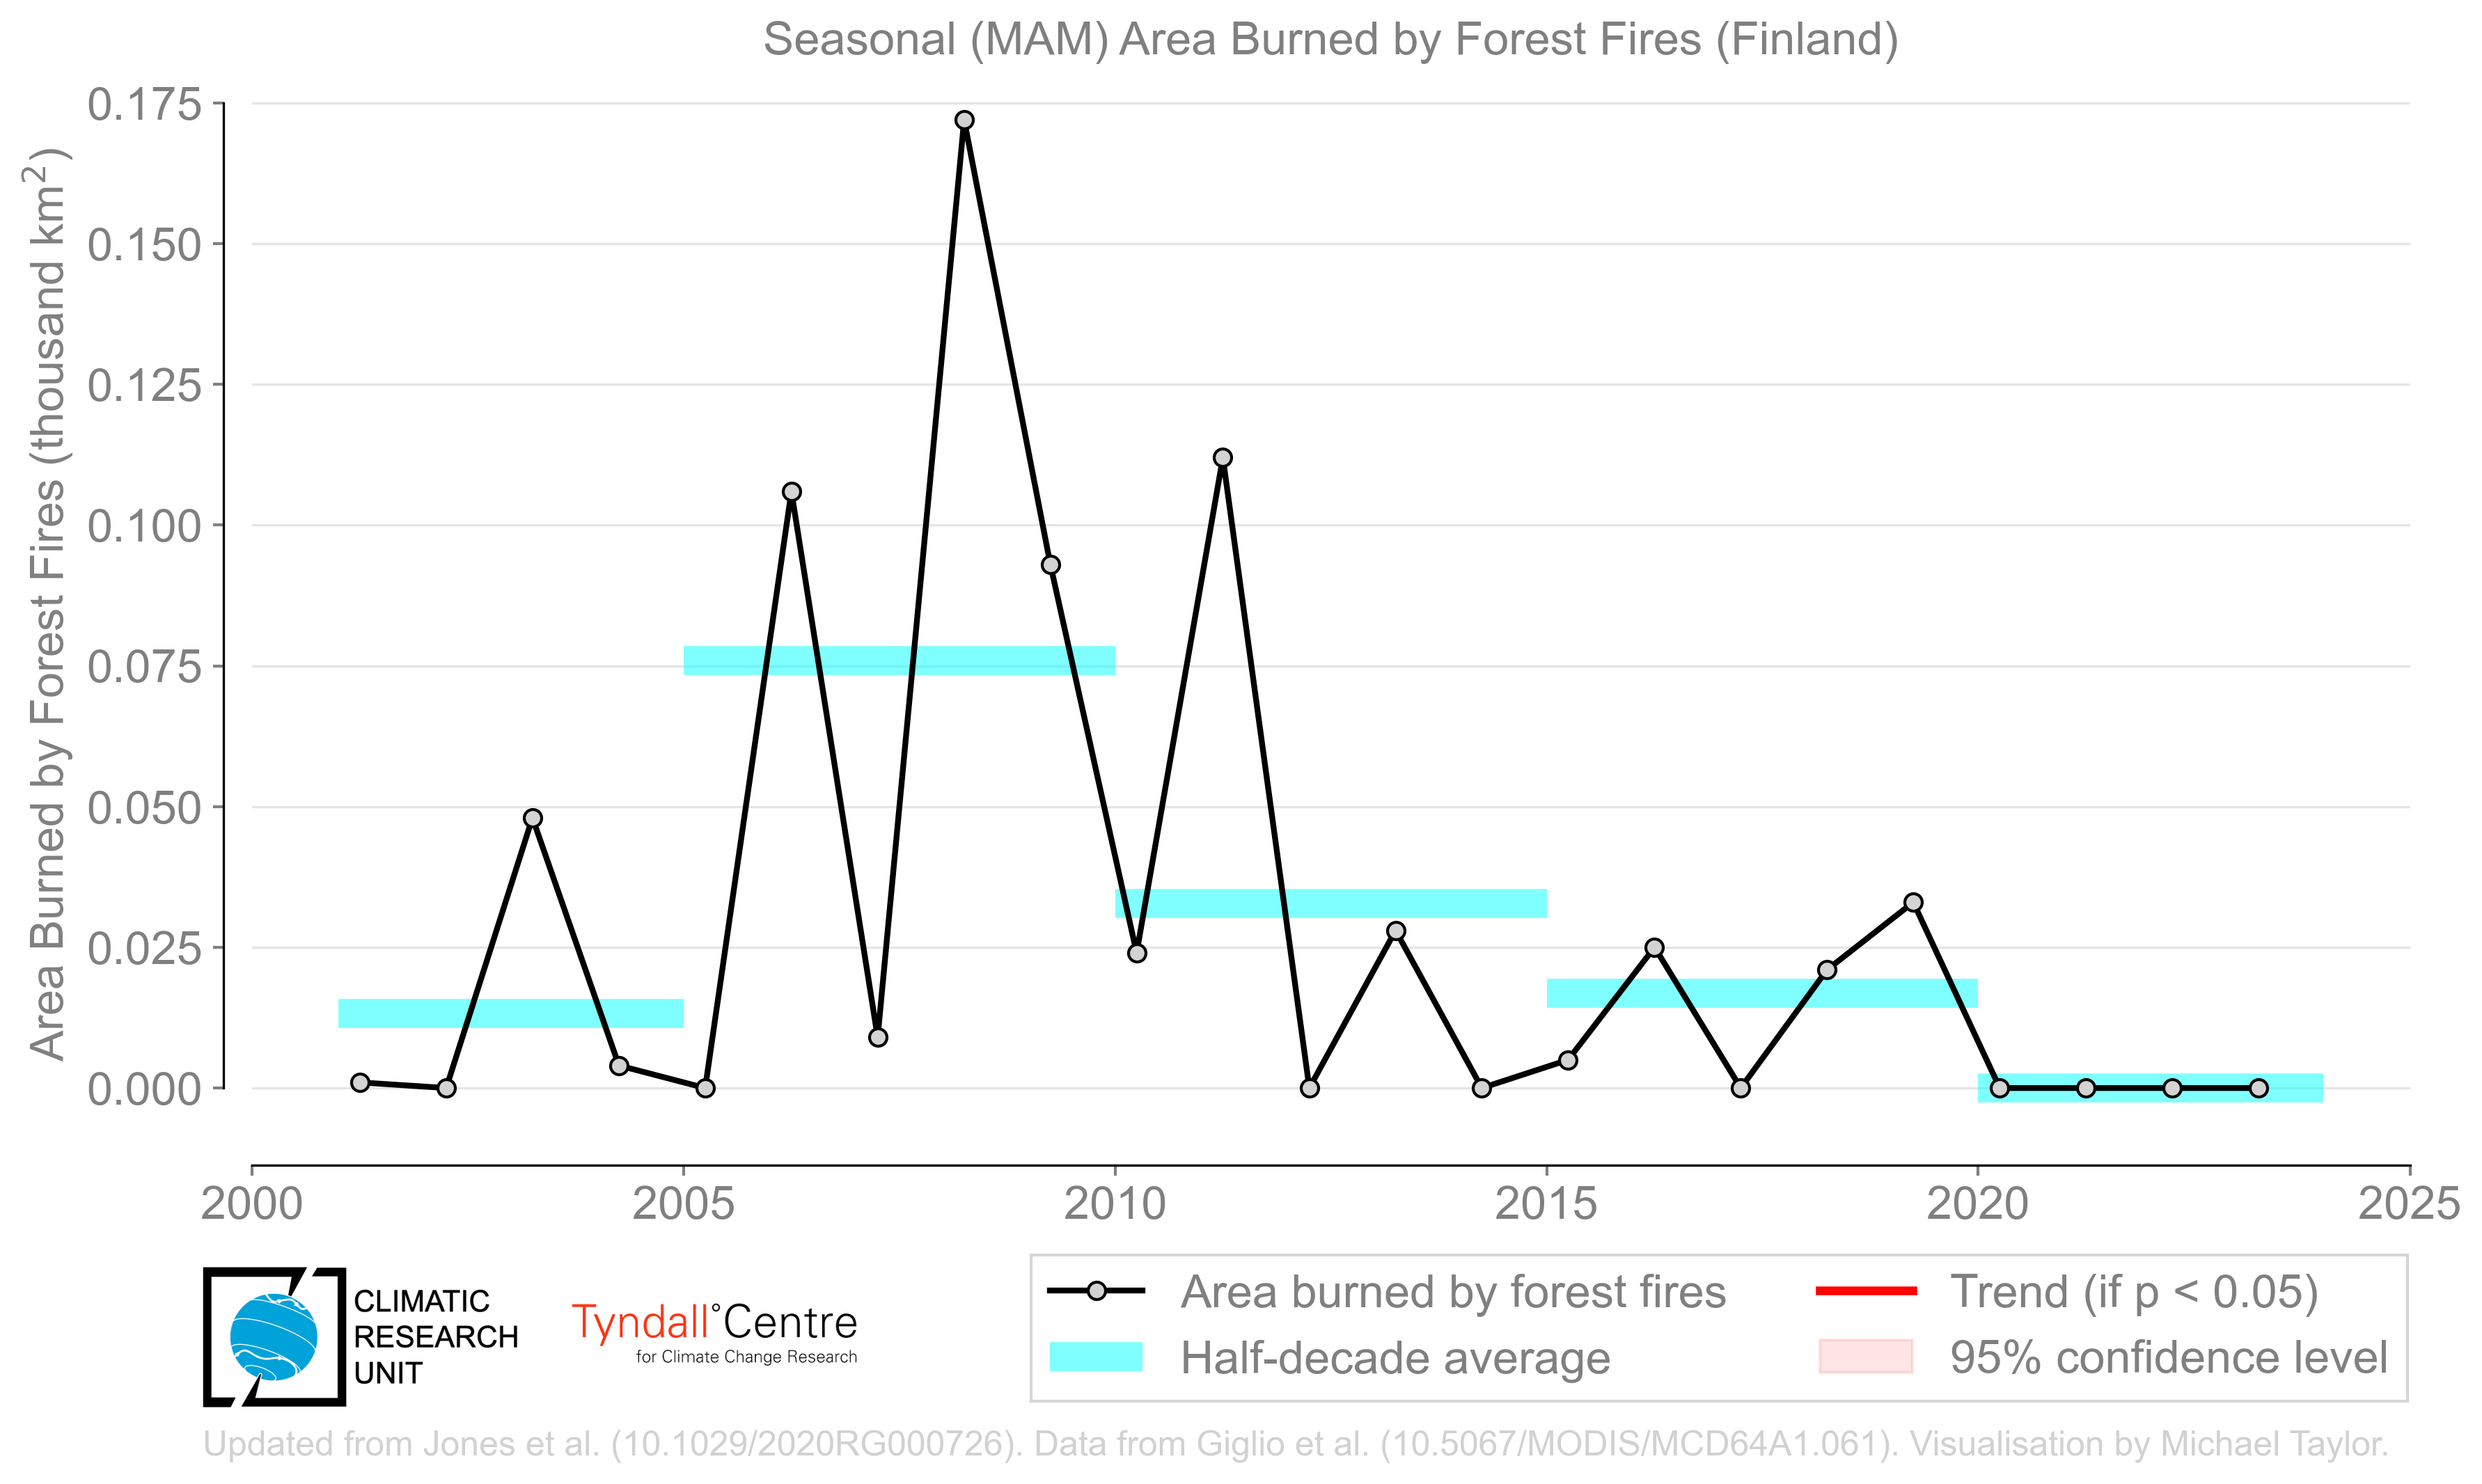 Seasonal (MAM) Area Burned by Forest Fires (Finland)
Area Burned by Forest Fires (thousand km²)
0.175
0.150
0.125
0.100
0.075
0.050
0.025
0.000
2000
2005
2010
2015
2020
2025
CLIMATIC
RESEARCH
UNIT
Tyndall°Centre
for Climate Change Research
Area burned by forest fires
Half-decade average
Trend (if p < 0.05)
95% confidence level
Updated from Jones et al. (10.1029/2020RG000726). Data from Giglio et al. (10.5067/MODIS/MCD64A1.061). Visualisation by Michael Taylor.